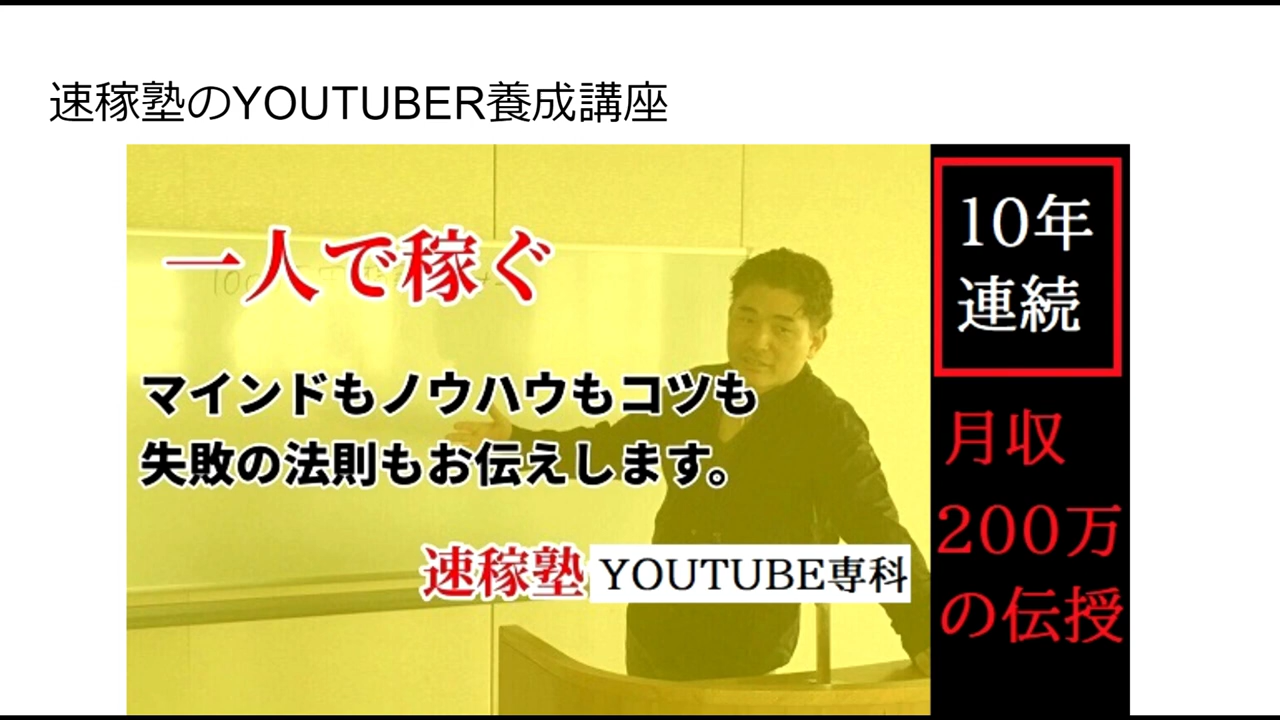 速稼塾のYOUTUBER養成講座
一人で稼ぐ
マインドもノウハウもコツも
失敗の法則もお伝えします。
速稼塾
YOUTUBE専科
10年
連続
月収
200万
の伝授